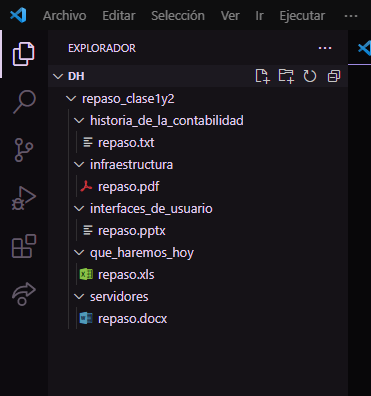 Archivo Editar Selección Ver Ir Ejecutar ···
EXPLORADOR ···
DH
repaso_clase1y2
historia_de_la_contabilidad
repaso.txt
infraestructura
repaso.pdf
interfaces_de_usuario
repaso.pptx
que_haremos_hoy
repaso.xls
servidores
repaso.docx